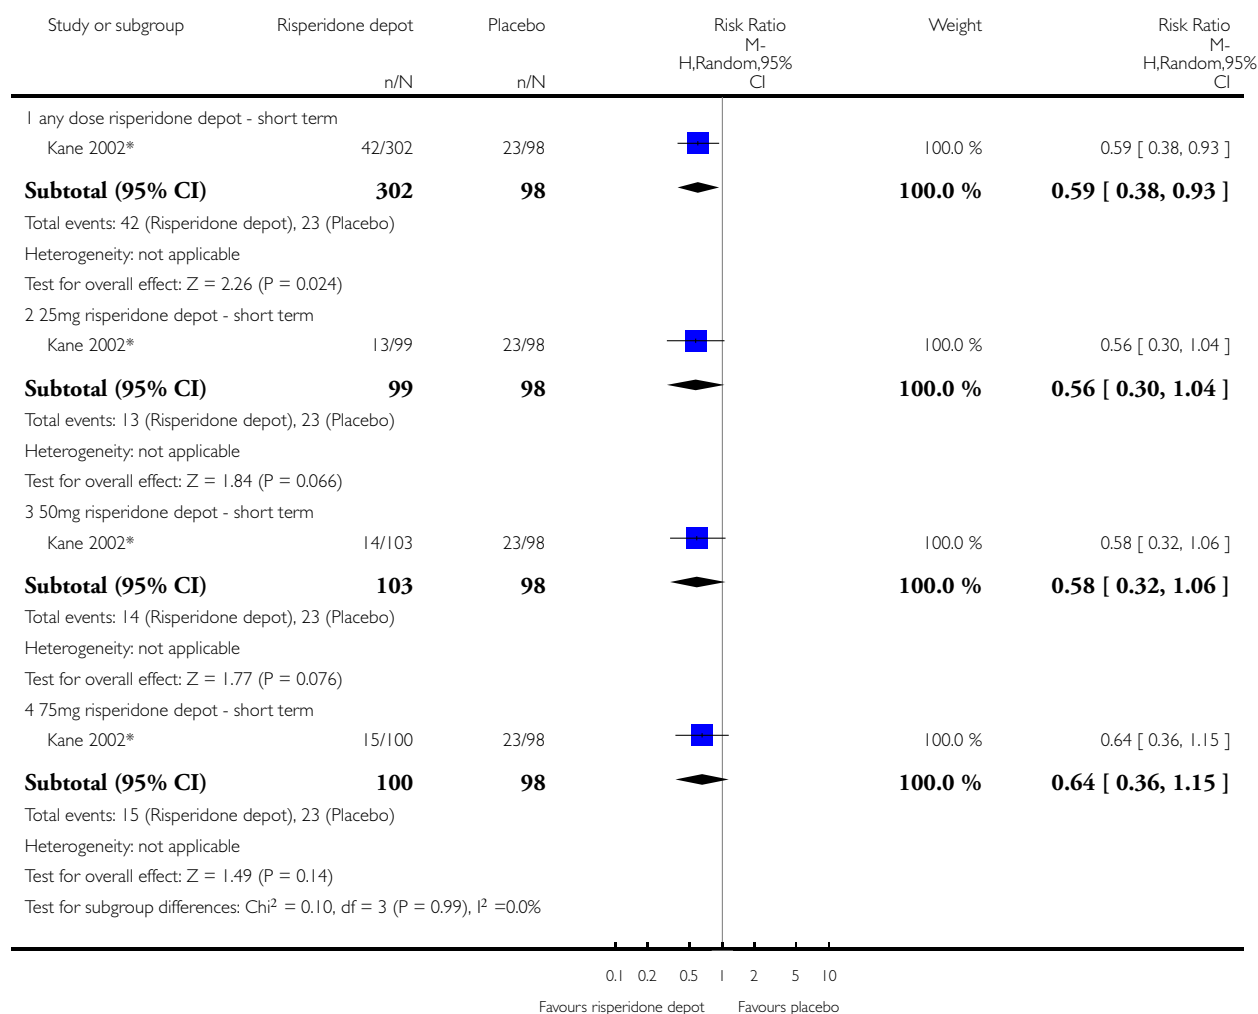 Study or subgroup Risperidone depot Placebo Risk Ratio Weight Risk Ratio
M- M-
H,Random,95% H,Random,95%
n/N n/N CI CI
1 any dose risperidone depot - short term
Kane 2002* 42/302 23/98 100.0 % 0.59 [ 0.38, 0.93 ]
Subtotal (95% CI) 302 98 100.0 % 0.59 [ 0.38, 0.93 ]
Total events: 42 (Risperidone depot), 23 (Placebo)
Heterogeneity: not applicable
Test for overall effect: Z = 2.26 (P = 0.024)
2 25mg risperidone depot - short term
Kane 2002* 13/99 23/98 100.0 % 0.56 [ 0.30, 1.04 ]
Subtotal (95% CI) 99 98 100.0 % 0.56 [ 0.30, 1.04 ]
Total events: 13 (Risperidone depot), 23 (Placebo)
Heterogeneity: not applicable
Test for overall effect: Z = 1.84 (P = 0.066)
3 50mg risperidone depot - short term
Kane 2002* 14/103 23/98 100.0 % 0.58 [ 0.32, 1.06 ]
Subtotal (95% CI) 103 98 100.0 % 0.58 [ 0.32, 1.06 ]
Total events: 14 (Risperidone depot), 23 (Placebo)
Heterogeneity: not applicable
Test for overall effect: Z = 1.77 (P = 0.076)
4 75mg risperidone depot - short term
Kane 2002* 15/100 23/98 100.0 % 0.64 [ 0.36, 1.15 ]
Subtotal (95% CI) 100 98 100.0 % 0.64 [ 0.36, 1.15 ]
Total events: 15 (Risperidone depot), 23 (Placebo)
Heterogeneity: not applicable
Test for overall effect: Z = 1.49 (P = 0.14)
Test for subgroup differences: Chi² = 0.10, df = 3 (P = 0.99), I² =0.0%
0.1 0.2 0.5 1 2 5 10
Favours risperidone depot Favours placebo